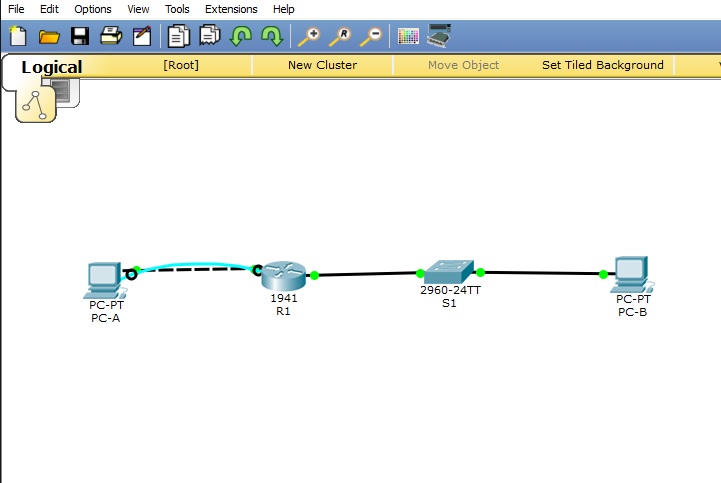 File Edit Options View Tools Extensions Help
R
Logical [Root] New Cluster Move Object Set Tiled Background
1941
R1
2960-24TT
S1
PC-PT
PC-A
PC-PT
PC-B